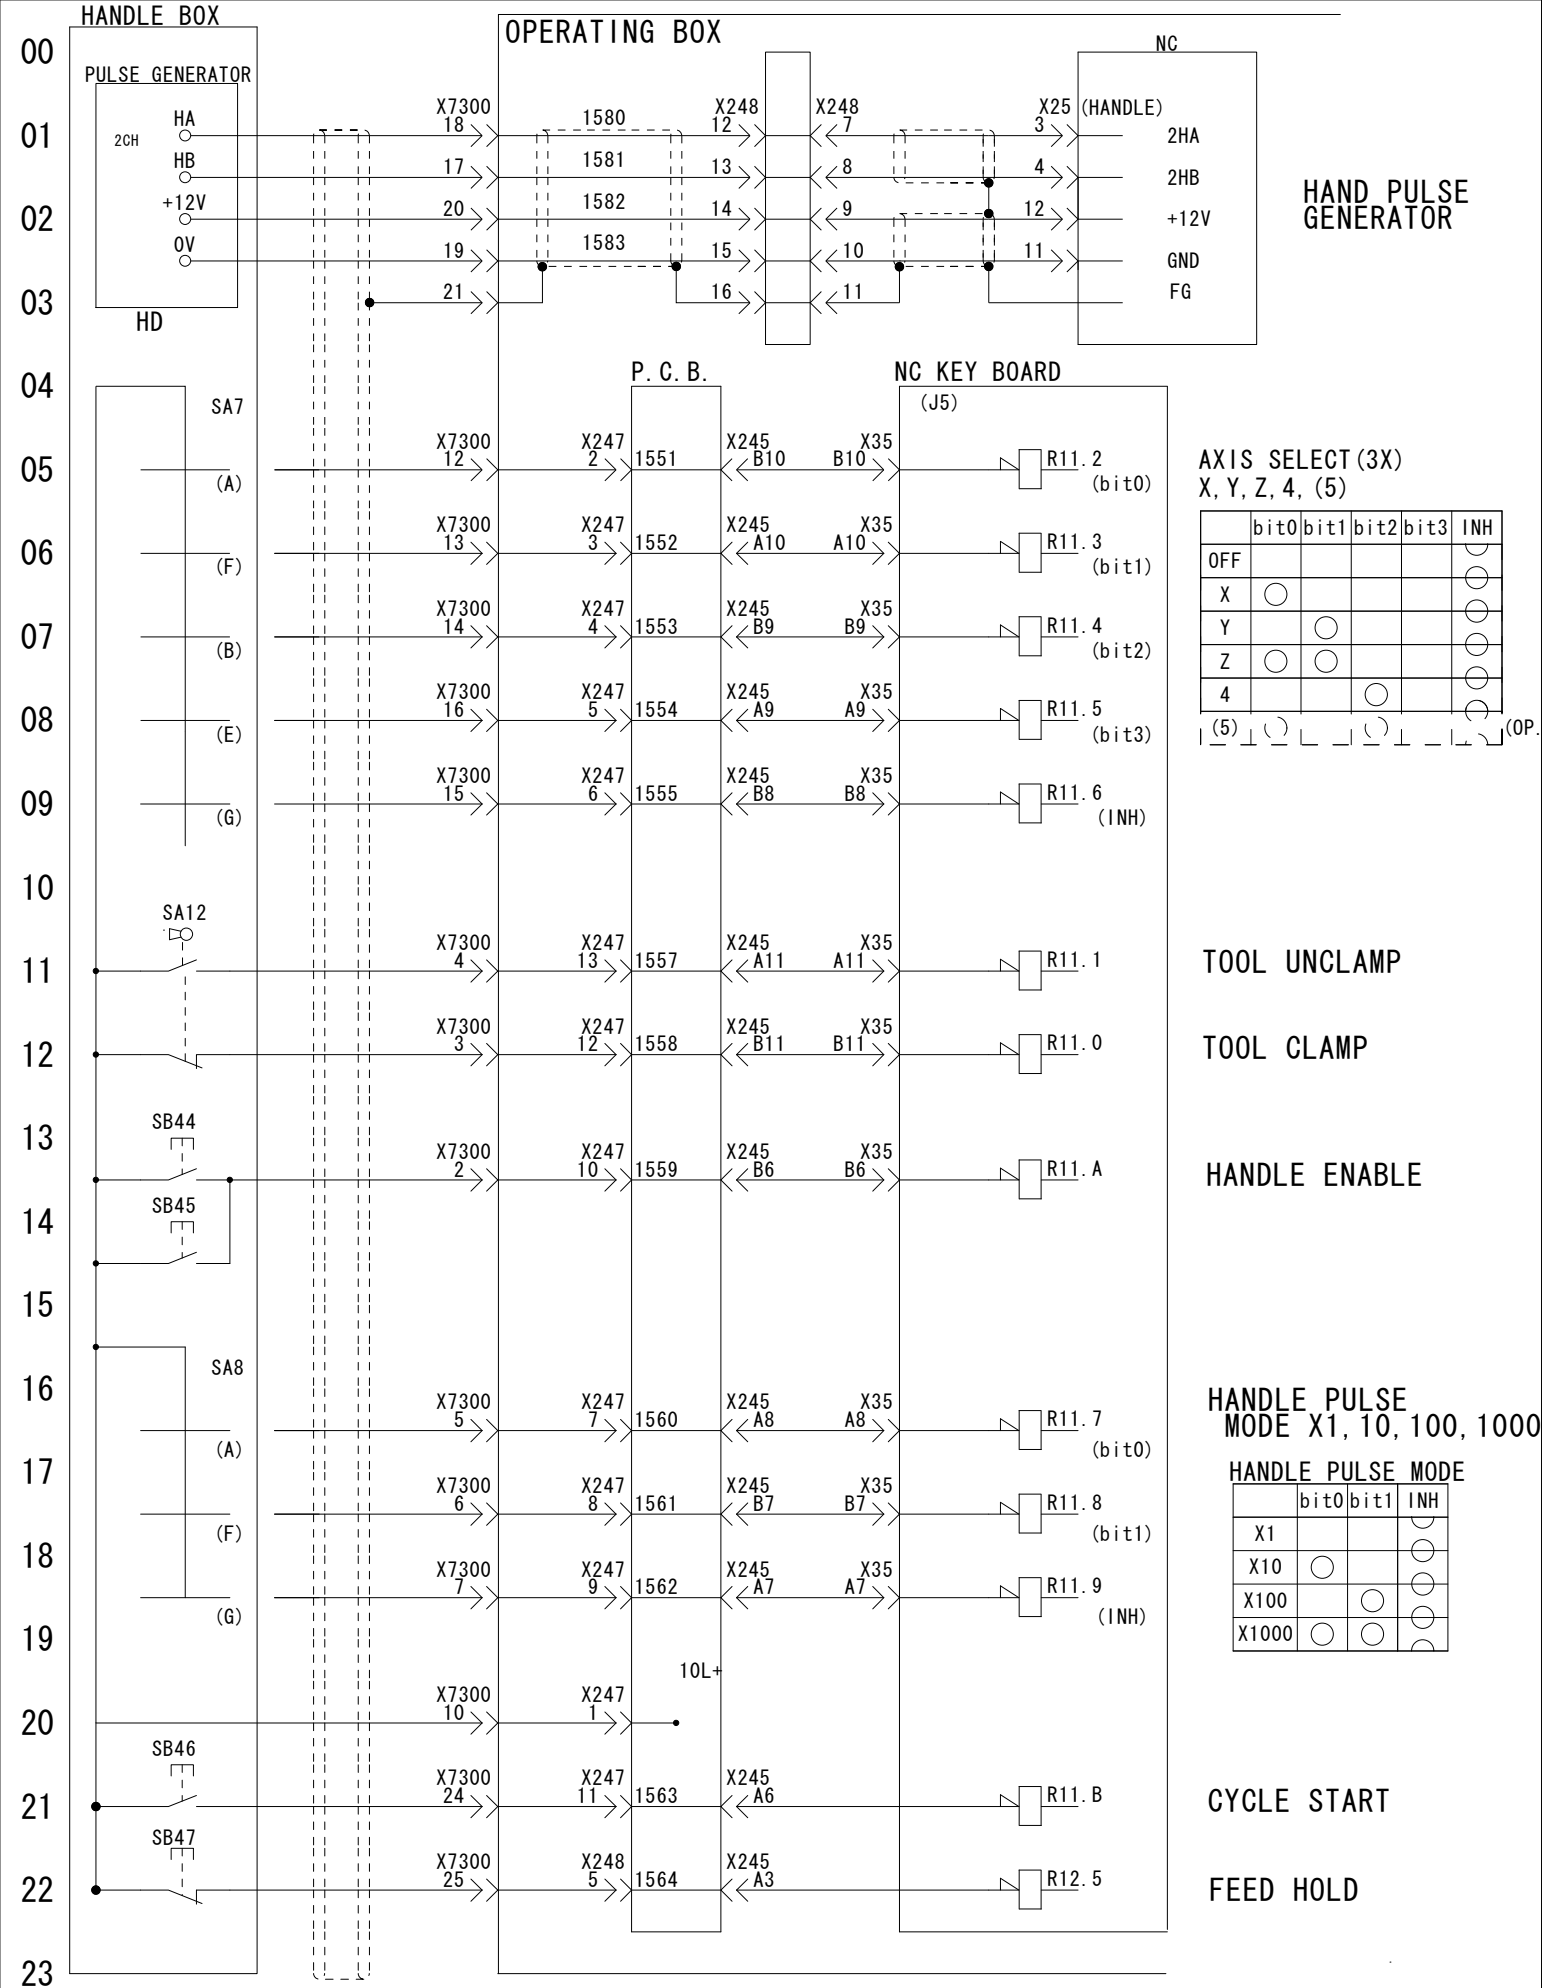 HANDLE BOX
00
OPERATING BOX
NC
PULSE GENERATOR
X7300 X248 X248 X25 (HANDLE)
01 2CH HA 18 1580 12 7 3 2HA
HB 17 1581 13 8 4 2HB
HAND PULSE
GENERATOR
02 +12V 20 1582 14 9 12 +12V
0V 19 1583 15 10 11 GND
03 21 16 11 FG
HD
04 P.C.B. NC KEY BOARD
SA7 (J5)
X7300 X247 X245 X35
05 12 2 1551 B10 B10 R11.2
(A) (bit0)
AXIS SELECT(3X)
X,Y,Z,4,(5)
bit0 bit1 bit2 bit3 INH
OFF
X
Y
Z
4
(5) (OP.
X7300 X247 X245 X35
06 13 3 1552 A10 A10 R11.3
(F) (bit1)
X7300 X247 X245 X35
07 14 4 1553 B9 B9 R11.4
(B) (bit2)
X7300 X247 X245 X35
08 16 5 1554 A9 A9 R11.5
(E) (bit3)
X7300 X247 X245 X35
09 15 6 1555 B8 B8 R11.6
(G) (INH)
10
SA12
X7300 X247 X245 X35
11 4 13 1557 A11 A11 R11.1 TOOL UNCLAMP
X7300 X247 X245 X35
12 3 12 1558 B11 B11 R11.0 TOOL CLAMP
13
SB44
X7300 X247 X245 X35
2 10 1559 B6 B6 R11.A HANDLE ENABLE
14 SB45
15
16 SA8
X7300 X247 X245 X35
5 7 1560 A8 A8 R11.7
(A) (bit0)
HANDLE PULSE
MODE X1,10,100,1000
HANDLE PULSE MODE
bit0 bit1 INH
X1
X10
X100
X1000
17
X7300 X247 X245 X35
6 8 1561 B7 B7 R11.8
(F) (bit1)
18
X7300 X247 X245 X35
7 9 1562 A7 A7 R11.9
(G) (INH)
19
10L+
X7300 X247
20 10 1
SB46
X7300 X247 X245
21 24 11 1563 A6 R11.B CYCLE START
SB47
X7300 X248 X245
22 25 5 1564 A3 R12.5 FEED HOLD
23